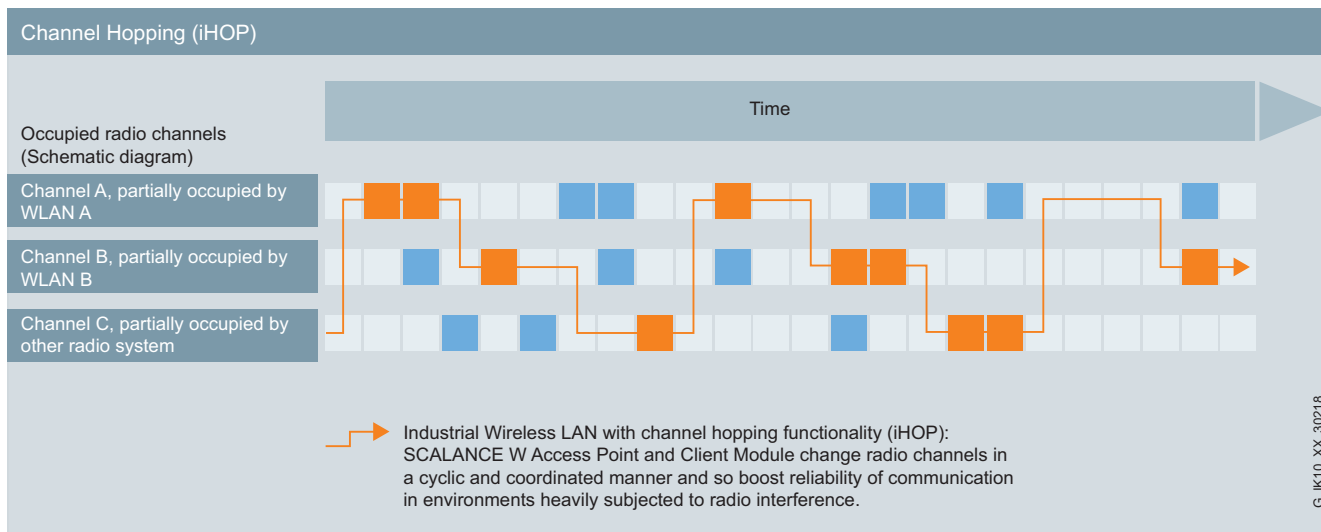 Channel Hopping (iHOP)
Time
Occupied radio channels
(Schematic diagram)
Channel A, partially occupied by
WLAN A
Channel B, partially occupied by
WLAN B
Channel C, partially occupied by
other radio system
Industrial Wireless LAN with channel hopping functionality (iHOP):
SCALANCE W Access Point and Client Module change radio channels in
a cyclic and coordinated manner and so boost reliability of communication
in environments heavily subjected to radio interference.
G_IK10_XX_30218